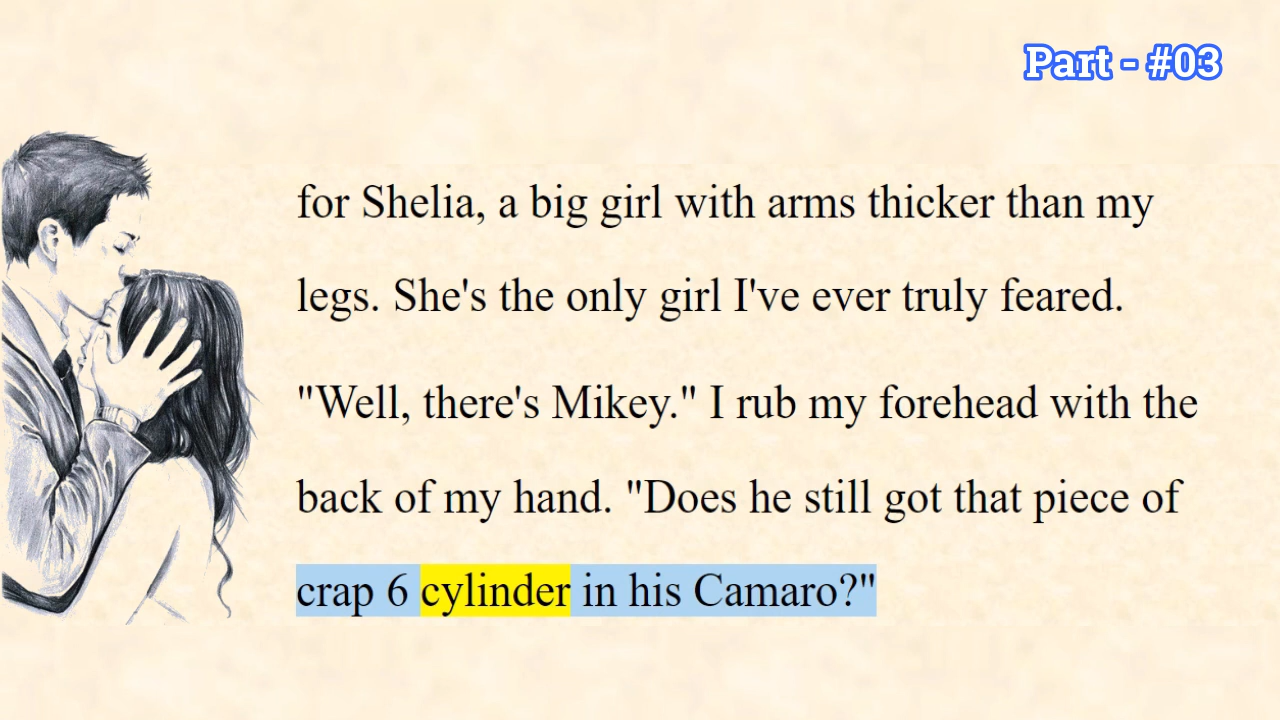 Part - #03
for Shelia, a big girl with arms thicker than my
legs. She's the only girl I've ever truly feared.
"Well, there's Mikey." I rub my forehead with the
back of my hand. "Does he still got that piece of
crap 6 cylinder in his Camaro?"